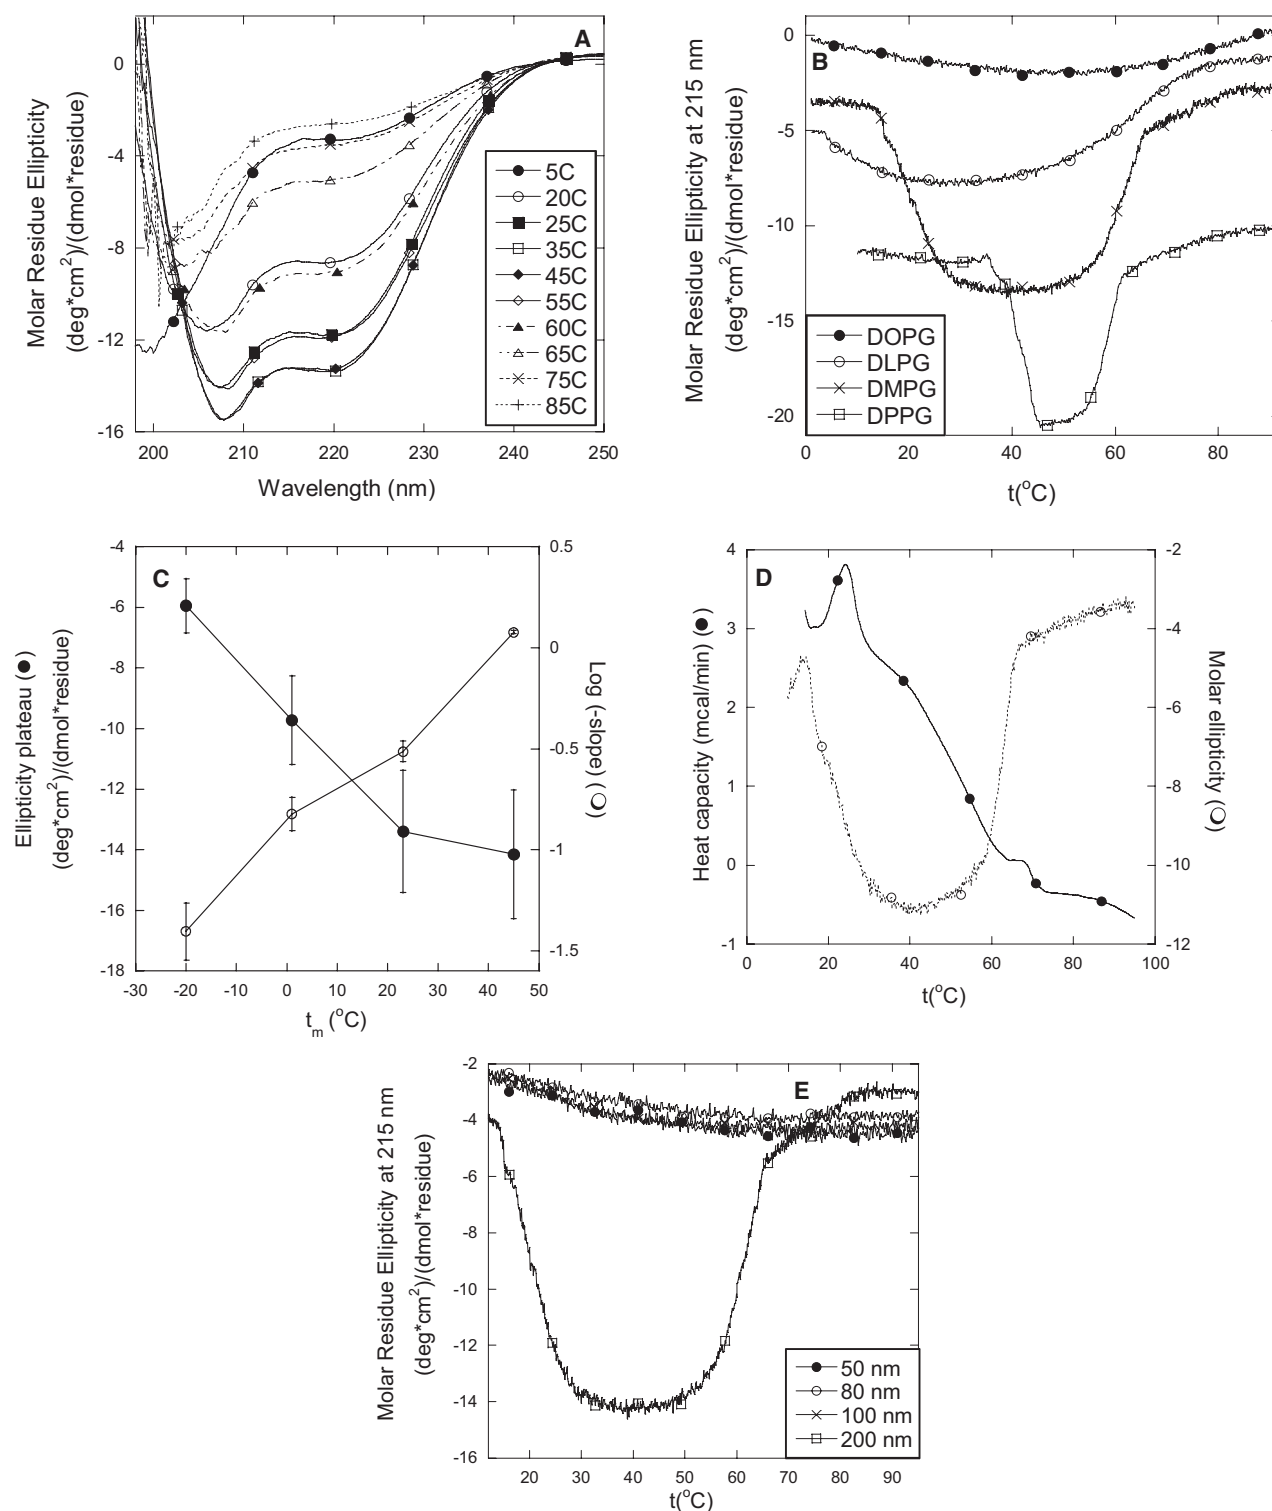 A
Molar Residue Ellipticity
(deg*cm²)/(dmol*residue)
0
-4
-8
-12
-16
200 210 220 230 240 250
Wavelength (nm)
5C
20C
25C
35C
45C
55C
60C
65C
75C
85C
B
Molar Residue Ellipticity at 215 nm
(deg*cm²)/(dmol*residue)
0
-5
-10
-15
-20
0 20 40 60 80
t(°C)
DOPG
DLPG
DMPG
DPPG
C
Ellipticity plateau (●)
(deg*cm²)/(dmol*residue)
-4
-6
-8
-10
-12
-14
-16
-18
-30 -20 -10 0 10 20 30 40 50
tₘ (°C)
0.5
0
-0.5
-1
-1.5
Log (-slope) (○)
D
Heat capacity (mcal/min) (●)
4
3
2
1
0
-1
0 20 40 60 80 100
t(°C)
-2
-4
-6
-8
-10
-12
Molar ellipticity (○)
E
Molar Residue Ellipticity at 215 nm
(deg*cm²)/(dmol*residue)
-2
-4
-6
-8
-10
-12
-14
-16
20 30 40 50 60 70 80 90
t(°C)
50 nm
80 nm
100 nm
200 nm